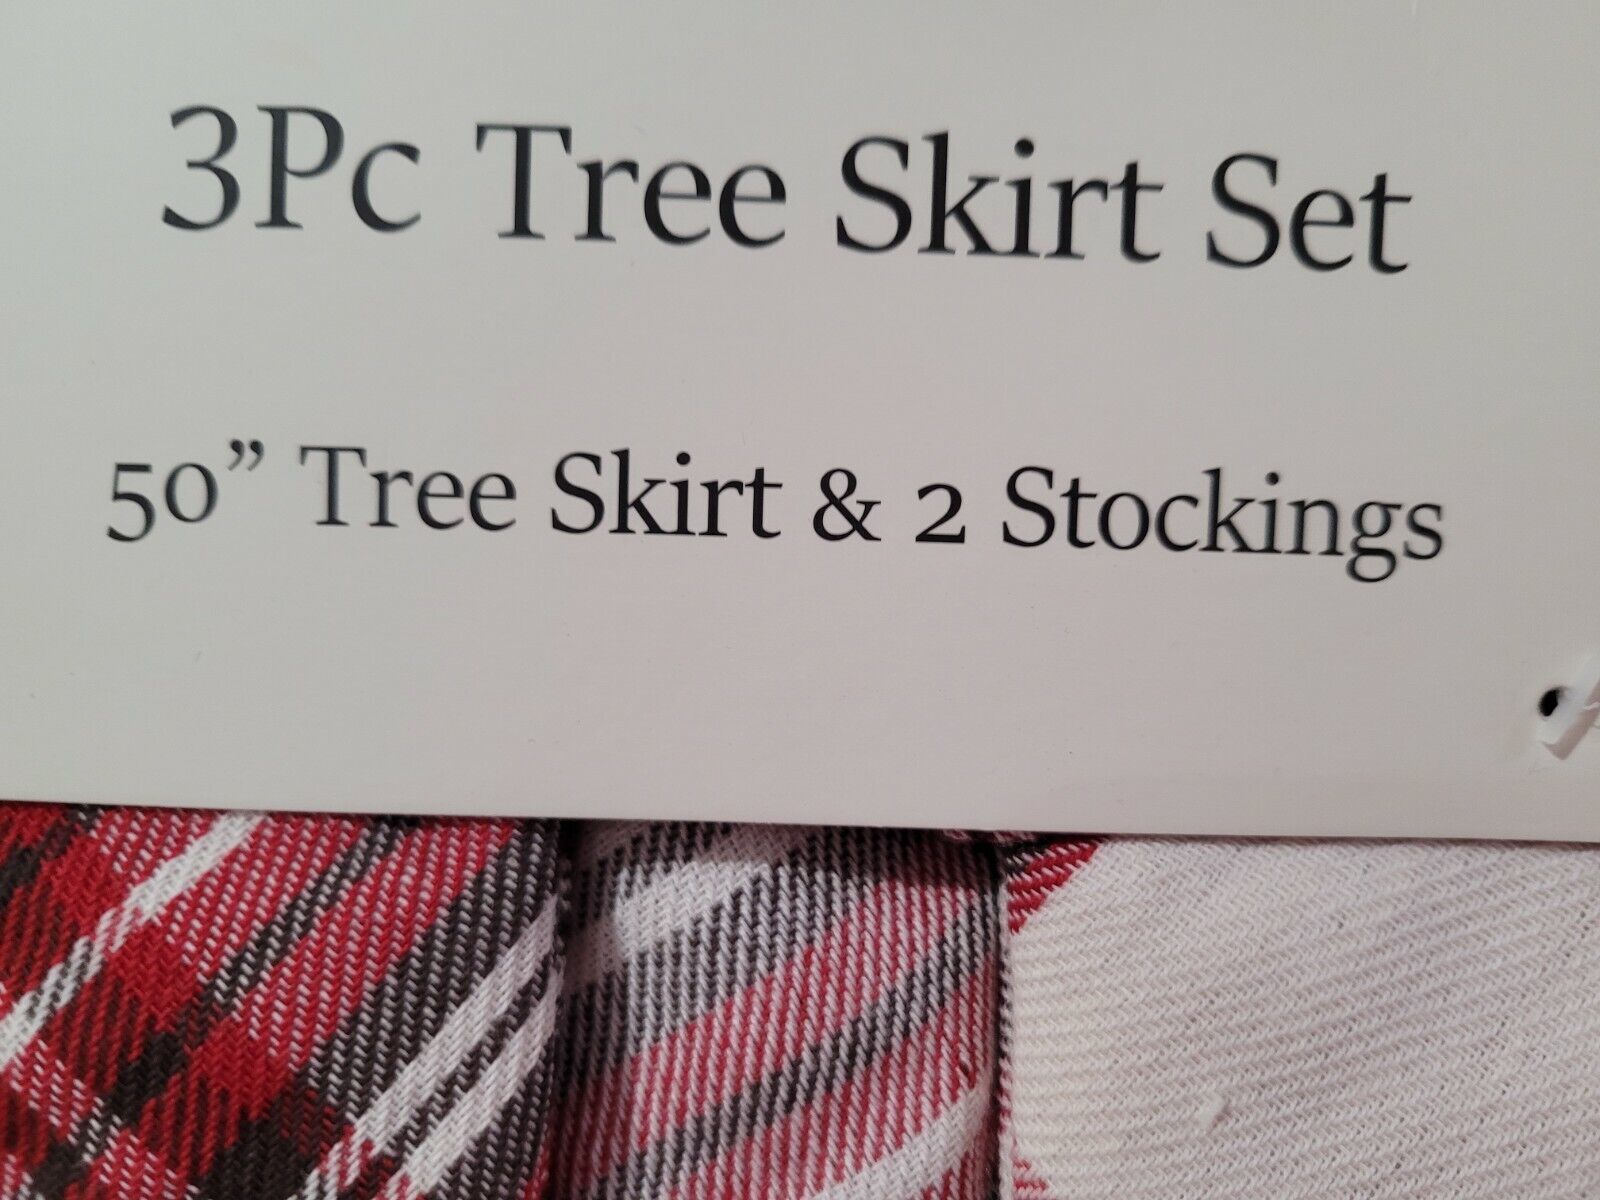 3Pc Tree Skirt Set
50” Tree Skirt & 2 Stockings